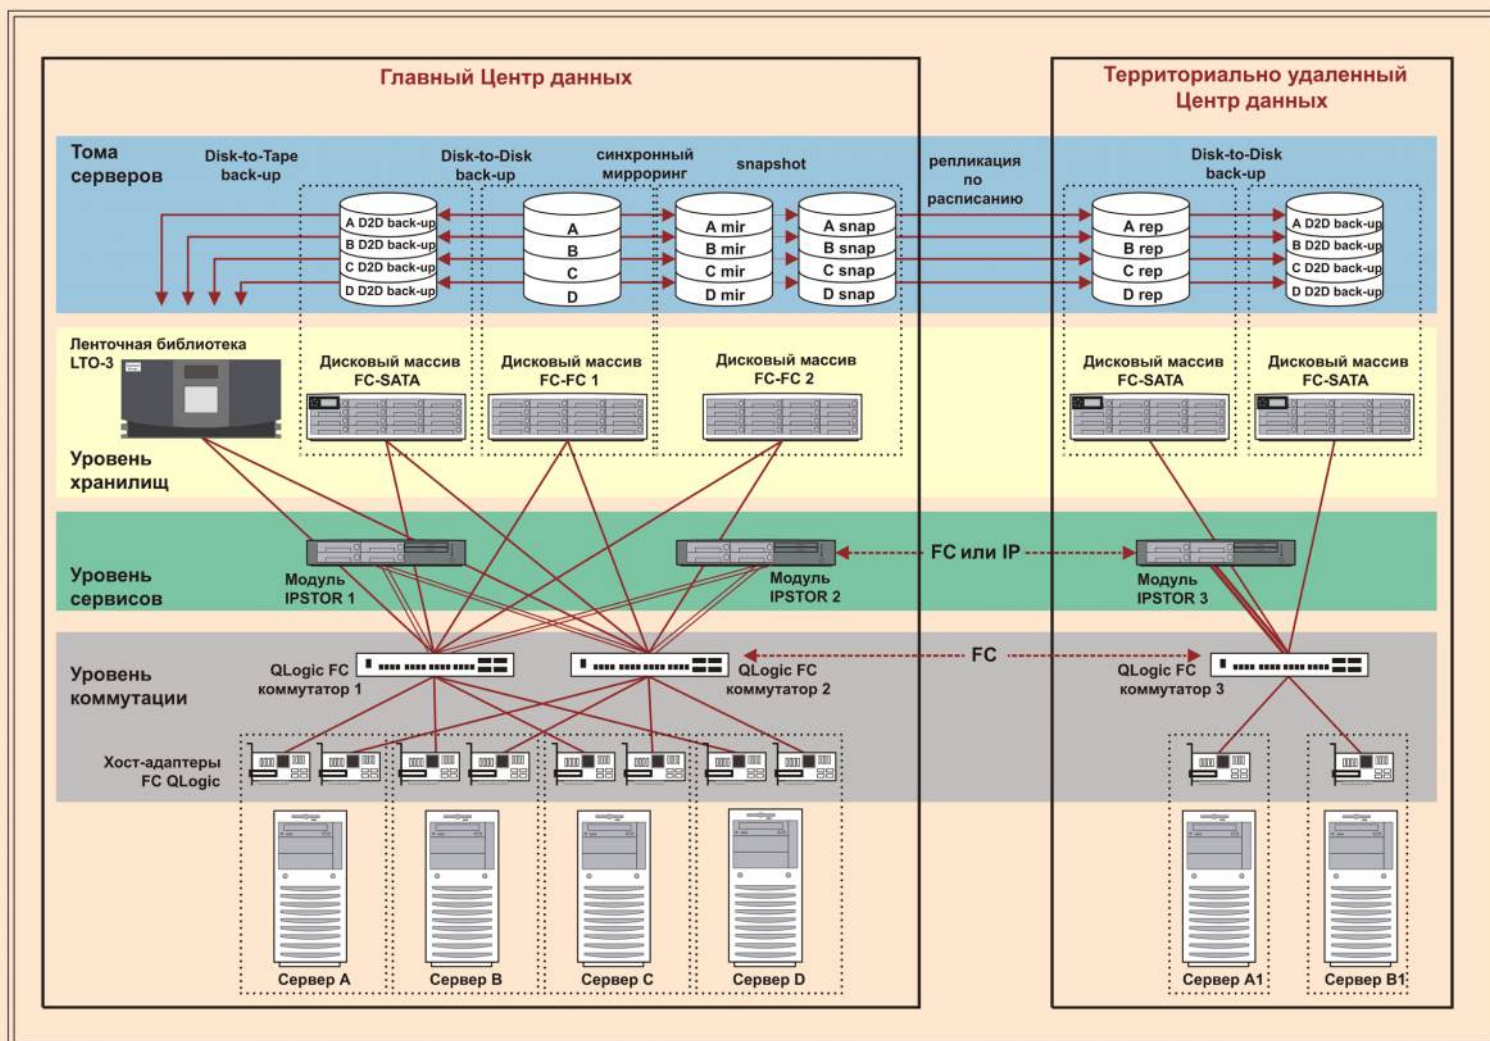 Главный Центр данных
Территориально удаленный
Центр данных
Тома
серверов
Disk-to-Tape
back-up
Disk-to-Disk
back-up
синхронный
мирроринг
snapshot
репликация
по
расписанию
Disk-to-Disk
back-up
A D2D back-up
B D2D back-up
C D2D back-up
D D2D back-up
A
B
C
D
A mir
B mir
C mir
D mir
A snap
B snap
C snap
D snap
A rep
B rep
C rep
D rep
A D2D back-up
B D2D back-up
C D2D back-up
D D2D back-up
Ленточная библиотека
LTO-3
Дисковый массив
FC-SATA
Дисковый массив
FC-FC 1
Дисковый массив
FC-FC 2
Дисковый массив
FC-SATA
Дисковый массив
FC-SATA
Уровень
хранилищ
Уровень
сервисов
Модуль
IPSTOR 1
Модуль
IPSTOR 2
FC или IP
Модуль
IPSTOR 3
Уровень
коммутации
QLogic FC
коммутатор 1
QLogic FC
коммутатор 2
FC
QLogic FC
коммутатор 3
Хост-адаптеры
FC QLogic
Сервер A
Сервер B
Сервер C
Сервер D
Сервер A1
Сервер B1